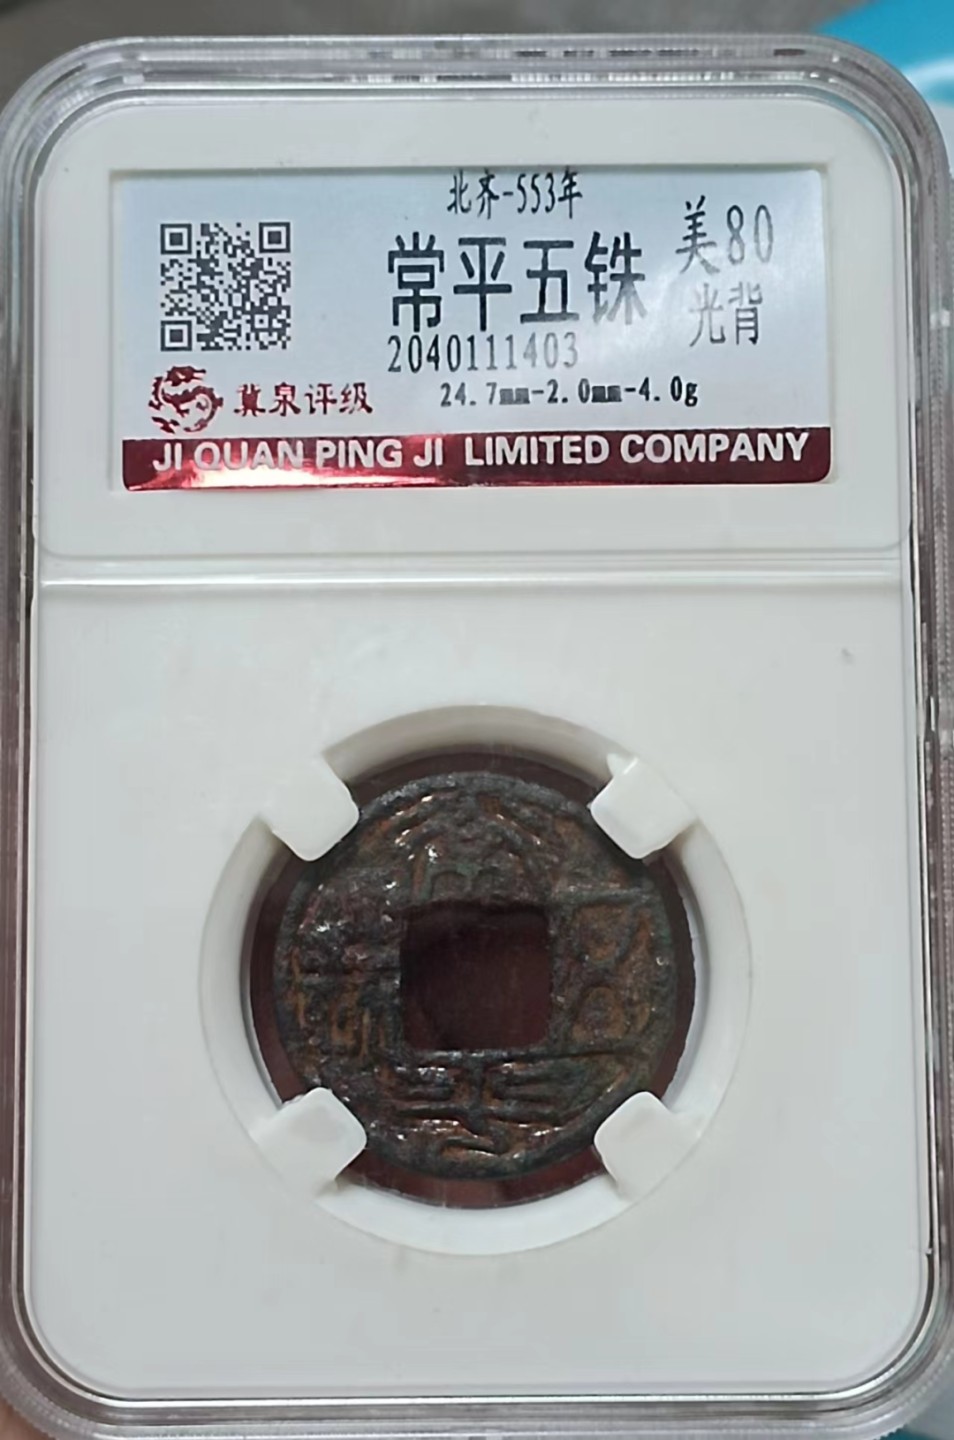 北齐-553年
常平五铢
美80
光背
2040111403
24.7mm-2.0mm-4.0g
冀泉评级
JI QUAN PING JI LIMITED COMPANY